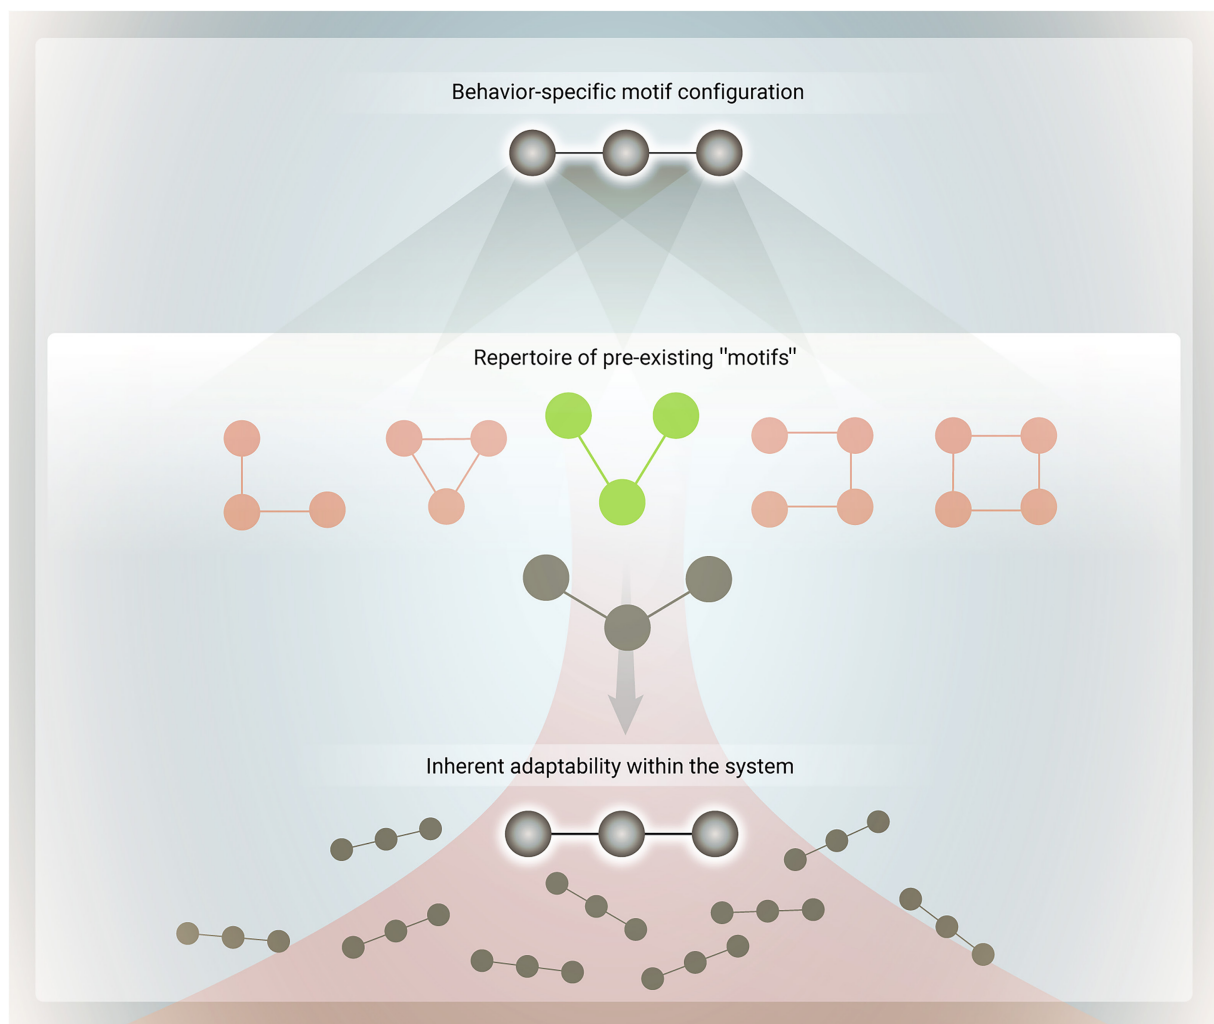 Behavior-specific motif configuration
Repertoire of pre-existing "motifs"
Inherent adaptability within the system